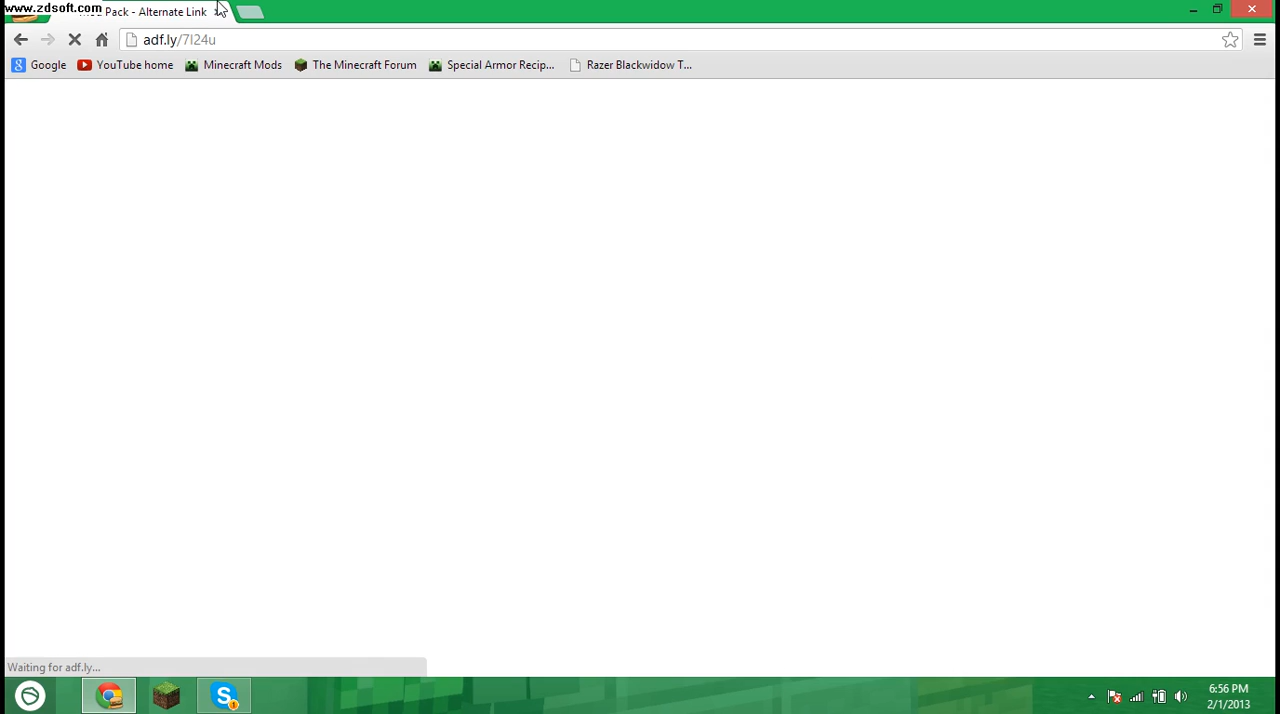 www.zdsoft.com
Pack - Alternate Link
adf.ly/7I24u
Google
YouTube home
Minecraft Mods
The Minecraft Forum
Special Armor Recip...
Razer Blackwidow T...
Waiting for adf.ly...
6:56 PM
2/1/2013